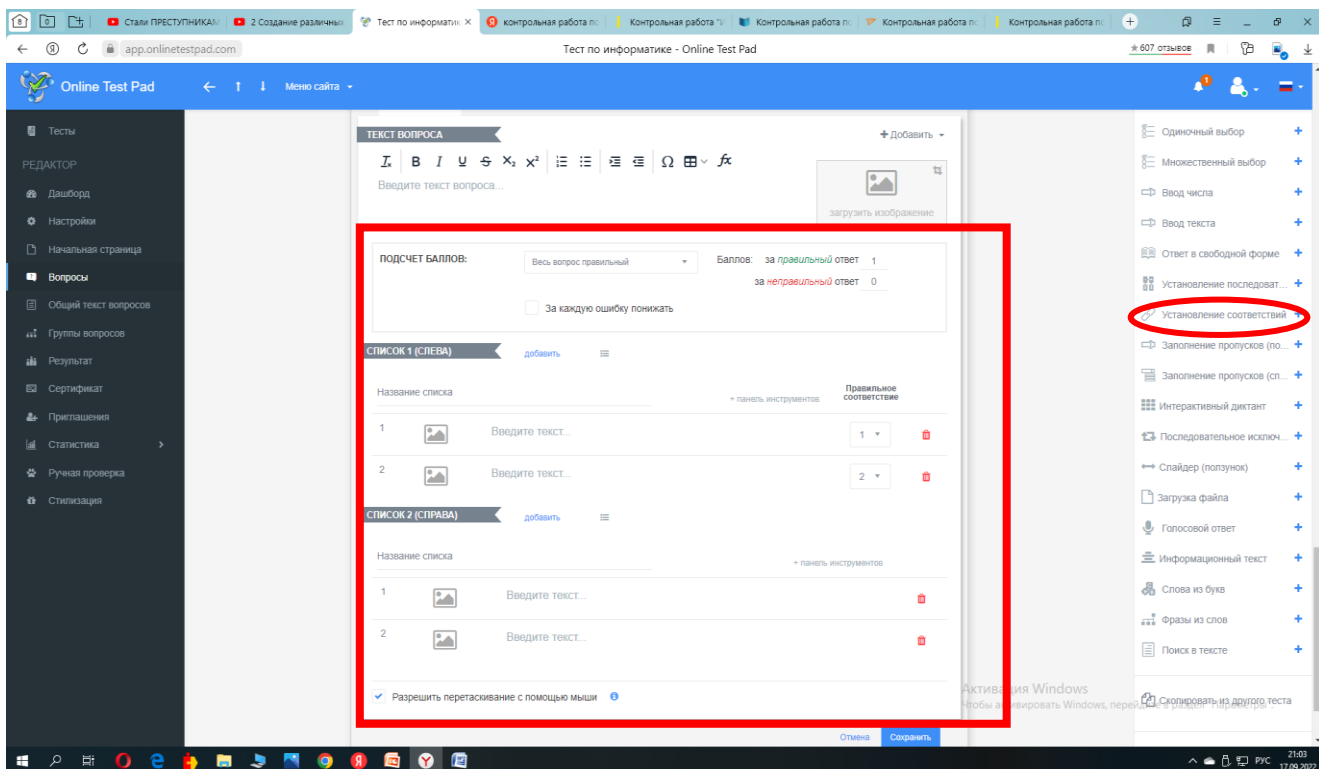 Стали ПРЕСТУПНИКАМ
2 Создание различных
Тест по информатике
контрольная работа по
Контрольная работа "И
Контрольная работа по
Контрольная работа по
Контрольная работа по
app.onlinetestpad.com
Тест по информатике - Online Test Pad
★ 607 отзывов
Online Test Pad
Меню сайта
1
Тесты
РЕДАКТОР
Дашборд
Настройки
Начальная страница
Вопросы
Общий текст вопросов
Группы вопросов
Результат
Сертификат
Приглашения
Статистика
Ручная проверка
Стилизация
ТЕКСТ ВОПРОСА
+ Добавить
Введите текст вопроса...
загрузить изображение
ПОДСЧЕТ БАЛЛОВ:
Весь вопрос правильный
Баллов: за правильный ответ 1
за неправильный ответ 0
За каждую ошибку понижать
СПИСОК 1 (СЛЕВА)
добавить
Название списка
+ панель инструментов
Правильное
соответствие
1 Введите текст... 1
2 Введите текст... 2
СПИСОК 2 (СПРАВА)
добавить
Название списка
+ панель инструментов
1 Введите текст...
2 Введите текст...
Разрешить перетаскивание с помощью мыши
Отмена
Сохранить
Одиночный выбор +
Множественный выбор +
Ввод числа +
Ввод текста +
Ответ в свободной форме +
Установление последоват... +
Установление соответствий +
Заполнение пропусков (по... +
Заполнение пропусков (сп... +
Интерактивный диктант +
Последовательное исключ... +
Слайдер (ползунок) +
Загрузка файла +
Голосовой ответ +
Информационный текст +
Слова из букв +
Фразы из слов +
Поиск в тексте +
Скопировать из другого теста
Активация Windows
Чтобы активировать Windows, перейдите в раздел "Параметры".
РУС
21:03
17.09.2022